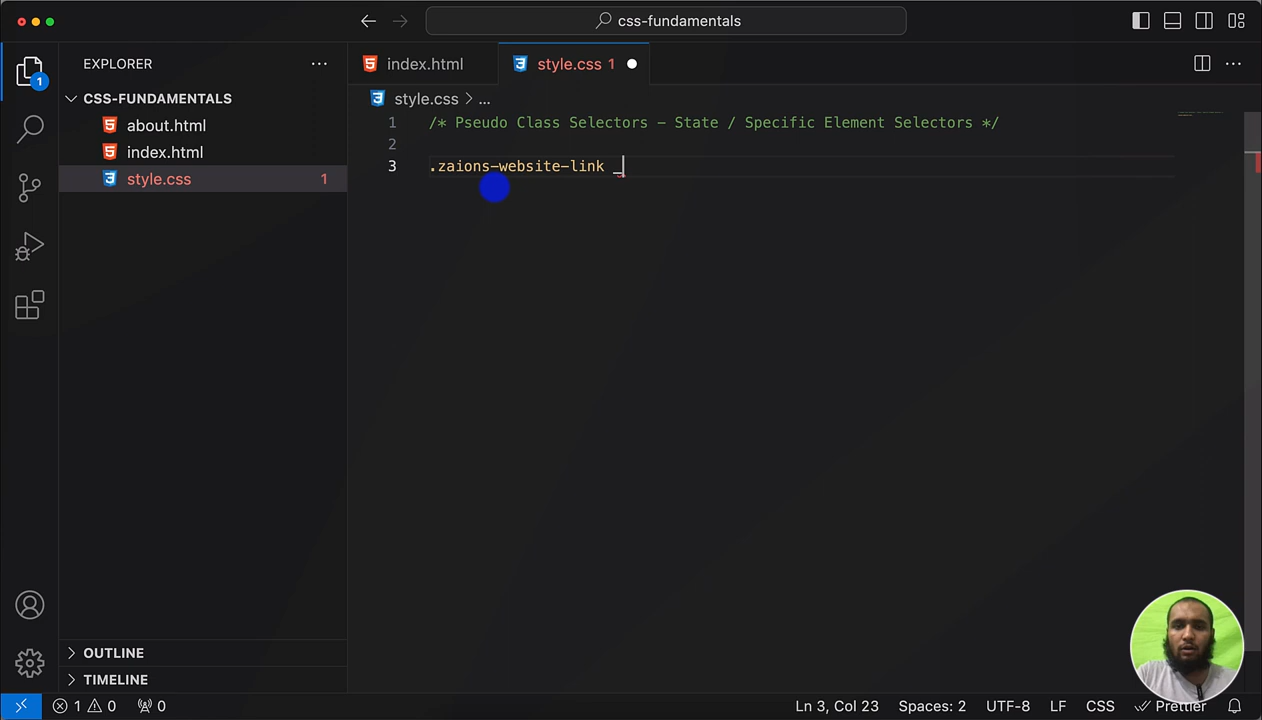 css-fundamentals
EXPLORER
index.html
style.css 1
1
CSS-FUNDAMENTALS
style.css > ...
about.html
index.html
style.css 1
1 /* Pseudo Class Selectors - State / Specific Element Selectors */
2
3 .zaions-website-link _
OUTLINE
TIMELINE
1 0 0
Ln 3, Col 23 Spaces: 2 UTF-8 LF CSS Prettier